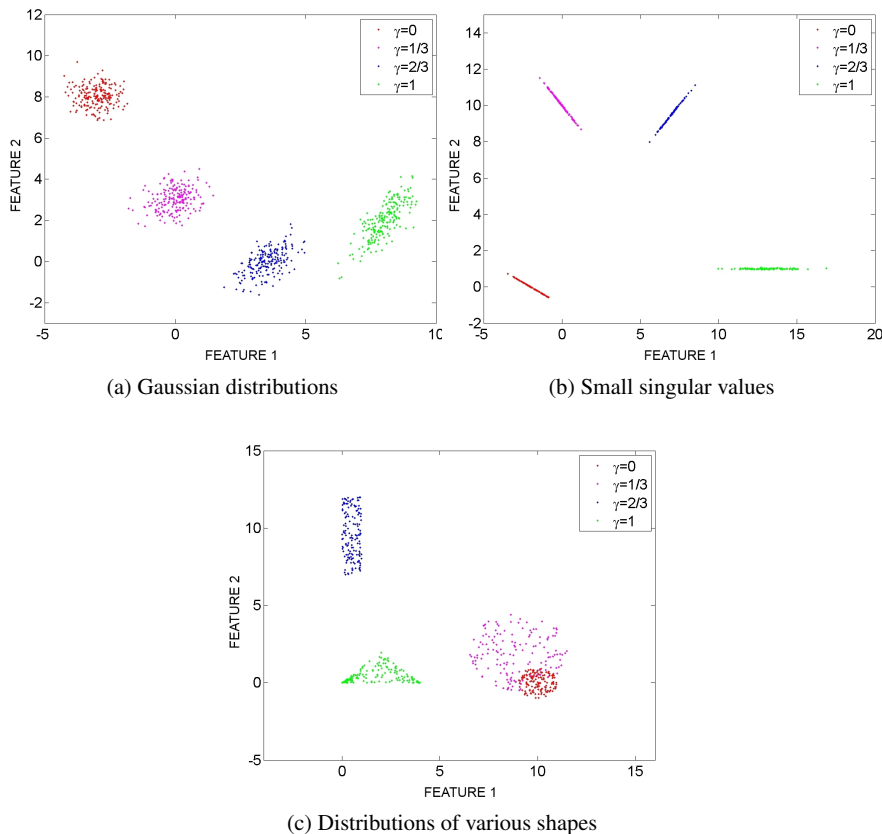 12
10
8
6
4
2
0
-2
-5 0 5 10
FEATURE 2
FEATURE 1
γ=0
γ=1/3
γ=2/3
γ=1
(a) Gaussian distributions
14
12
10
8
6
4
2
0
-2
-5 0 5 10 15 20
FEATURE 2
FEATURE 1
γ=0
γ=1/3
γ=2/3
γ=1
(b) Small singular values
15
10
5
0
-5
0 5 10 15
FEATURE 2
FEATURE 1
γ=0
γ=1/3
γ=2/3
γ=1
(c) Distributions of various shapes